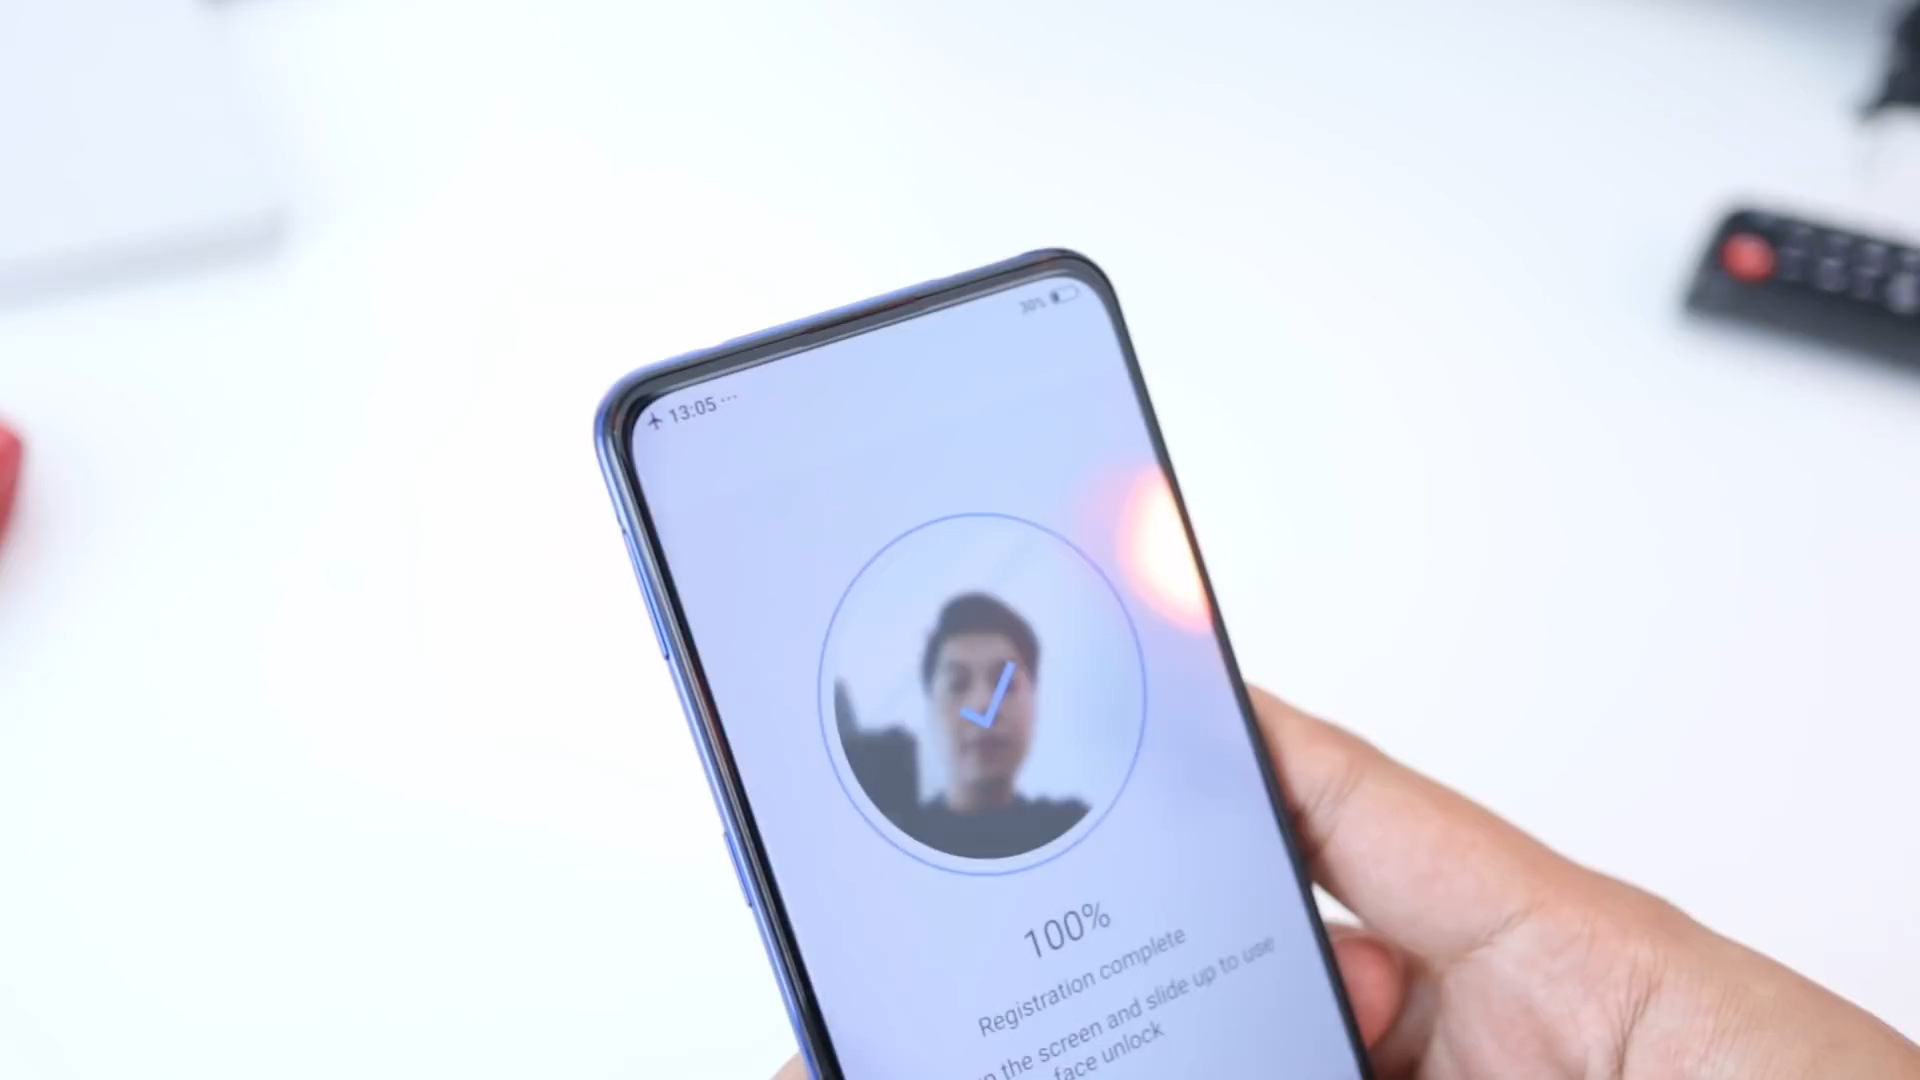 13:05 ...
30%
100%
Registration complete
the screen and slide up to use
face unlock